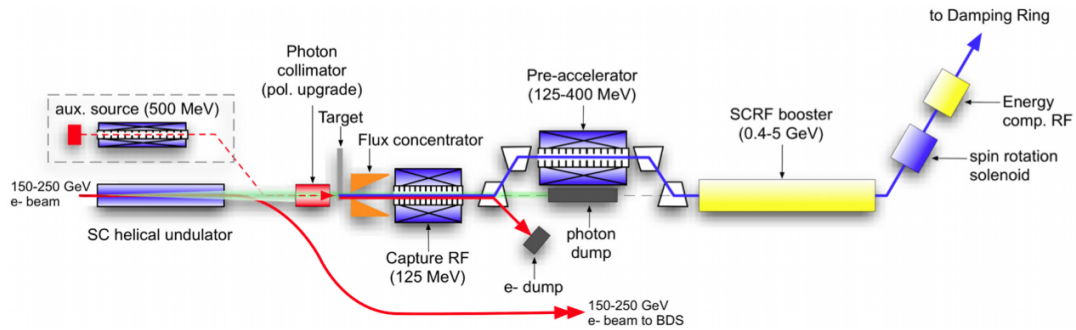 to Damping Ring
Photon
collimator
(pol. upgrade)
Pre-accelerator
(125-400 MeV)
aux. source (500 MeV)
Target
Flux concentrator
SCRF booster
(0.4-5 GeV)
Energy
comp. RF
spin rotation
solenoid
150-250 GeV
e- beam
SC helical undulator
Capture RF
(125 MeV)
photon
dump
e- dump
150-250 GeV
e- beam to BDS